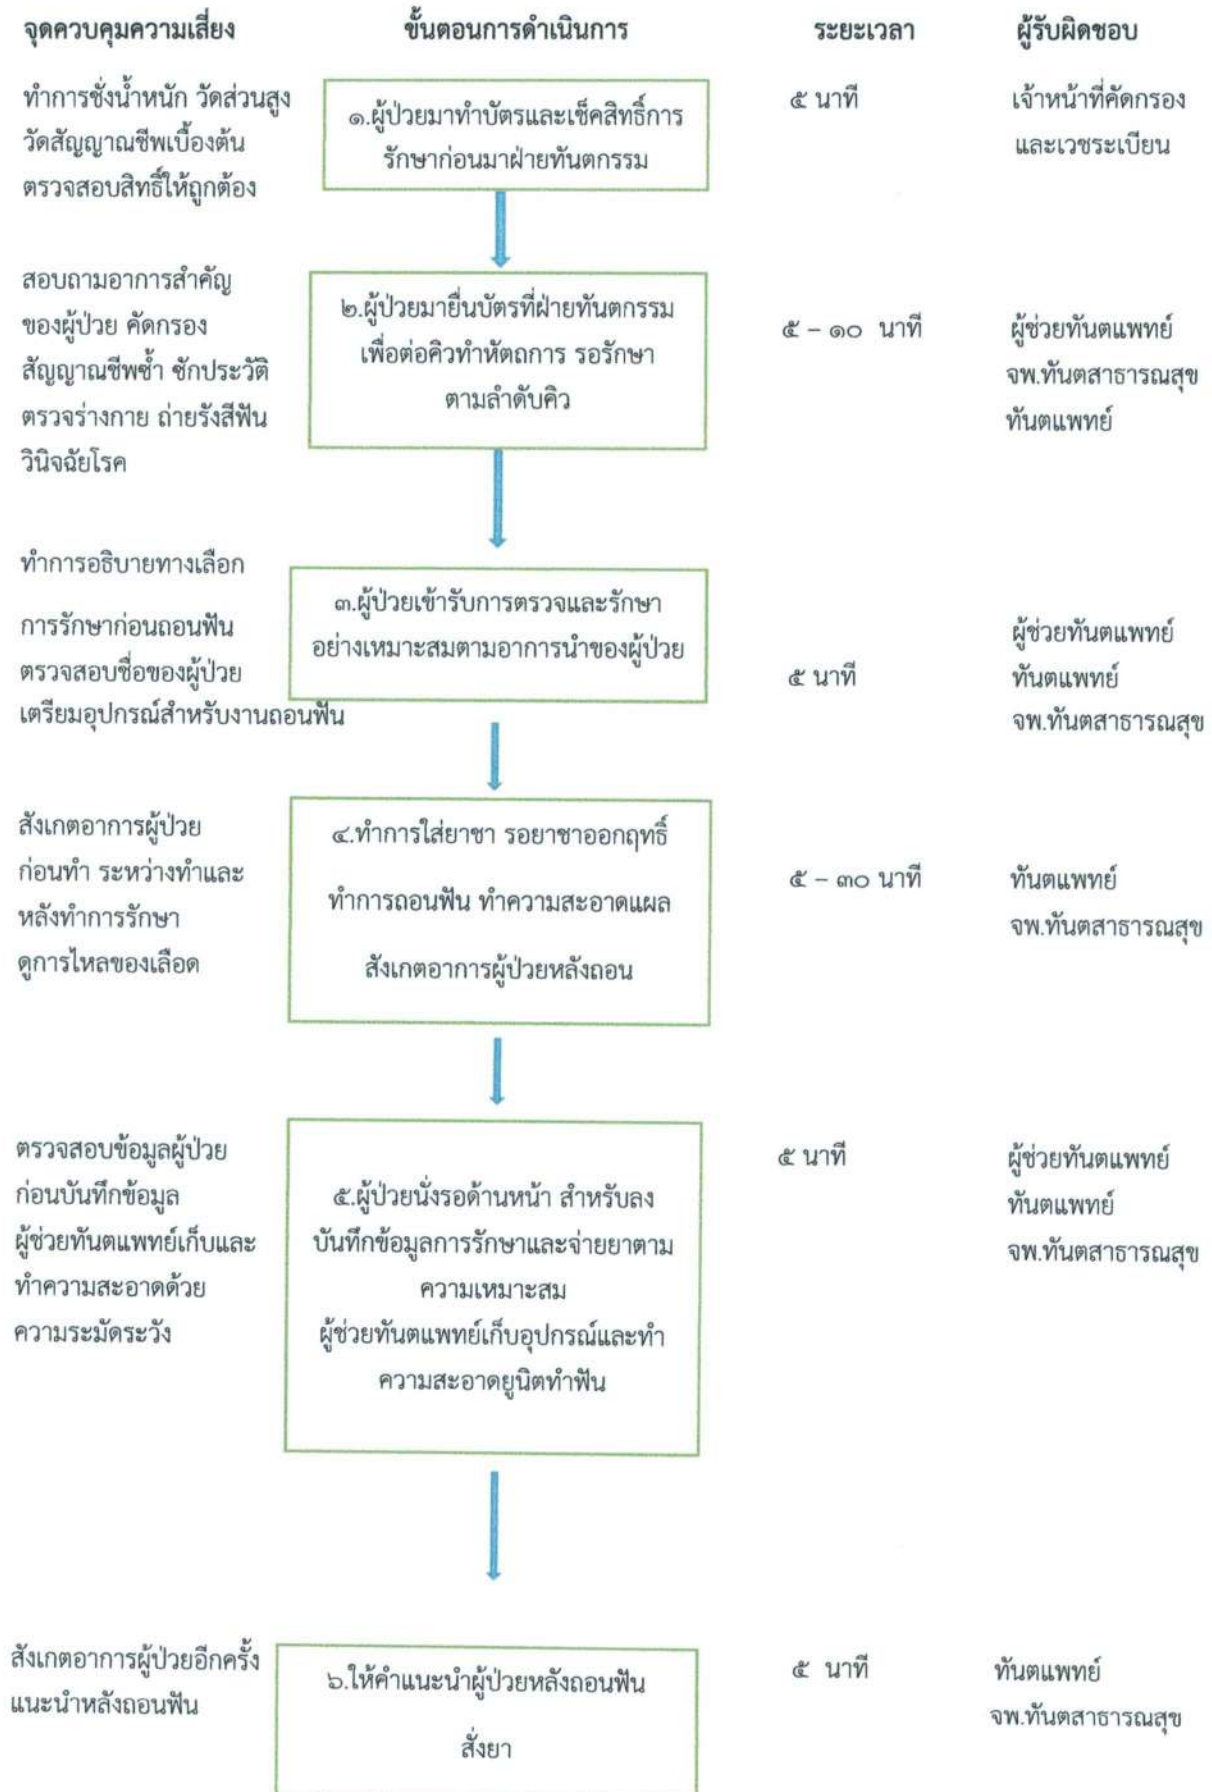 จุดควบคุมความเสี่ยง ขั้นตอนการดำเนินการ ระยะเวลา ผู้รับผิดชอบ
ทำการชั่งน้ำหนัก วัดส่วนสูง
วัดสัญญาณชีพเบื้องต้น
ตรวจสอบสิทธิ์ให้ถูกต้อง
๑.ผู้ป่วยมาทำบัตรและเช็คสิทธิ์การ
รักษาก่อนมาฝ่ายทันตกรรม
๕ นาที
เจ้าหน้าที่คัดกรอง
และเวชระเบียน
สอบถามอาการสำคัญ
ของผู้ป่วย คัดกรอง
สัญญาณชีพซ้ำ ซักประวัติ
ตรวจร่างกาย ถ่ายรังสีฟัน
วินิจฉัยโรค
๒.ผู้ป่วยมายื่นบัตรที่ฝ่ายทันตกรรม
เพื่อต่อคิวทำหัตถการ รอรักษา
ตามลำดับคิว
๕ – ๑๐ นาที
ผู้ช่วยทันตแพทย์
จพ.ทันตสาธารณสุข
ทันตแพทย์
ทำการอธิบายทางเลือก
การรักษาก่อนถอนฟัน
ตรวจสอบชื่อของผู้ป่วย
เตรียมอุปกรณ์สำหรับงานถอนฟัน
๓.ผู้ป่วยเข้ารับการตรวจและรักษา
อย่างเหมาะสมตามอาการนำของผู้ป่วย
๕ นาที
ผู้ช่วยทันตแพทย์
ทันตแพทย์
จพ.ทันตสาธารณสุข
สังเกตอาการผู้ป่วย
ก่อนทำ ระหว่างทำและ
หลังทำการรักษา
ดูการไหลของเลือด
๔.ทำการใส่ยาชา รอยาชาออกฤทธิ์
ทำการถอนฟัน ทำความสะอาดแผล
สังเกตอาการผู้ป่วยหลังถอน
๕ – ๓๐ นาที
ทันตแพทย์
จพ.ทันตสาธารณสุข
ตรวจสอบข้อมูลผู้ป่วย
ก่อนบันทึกข้อมูล
ผู้ช่วยทันตแพทย์เก็บและ
ทำความสะอาดด้วย
ความระมัดระวัง
๕.ผู้ป่วยนั่งรอด้านหน้า สำหรับลง
บันทึกข้อมูลการรักษาและจ่ายยาตาม
ความเหมาะสม
ผู้ช่วยทันตแพทย์เก็บอุปกรณ์และทำ
ความสะอาดยูนิตทำฟัน
๕ นาที
ผู้ช่วยทันตแพทย์
ทันตแพทย์
จพ.ทันตสาธารณสุข
สังเกตอาการผู้ป่วยอีกครั้ง
แนะนำหลังถอนฟัน
๖.ให้คำแนะนำผู้ป่วยหลังถอนฟัน
สั่งยา
๕ นาที
ทันตแพทย์
จพ.ทันตสาธารณสุข